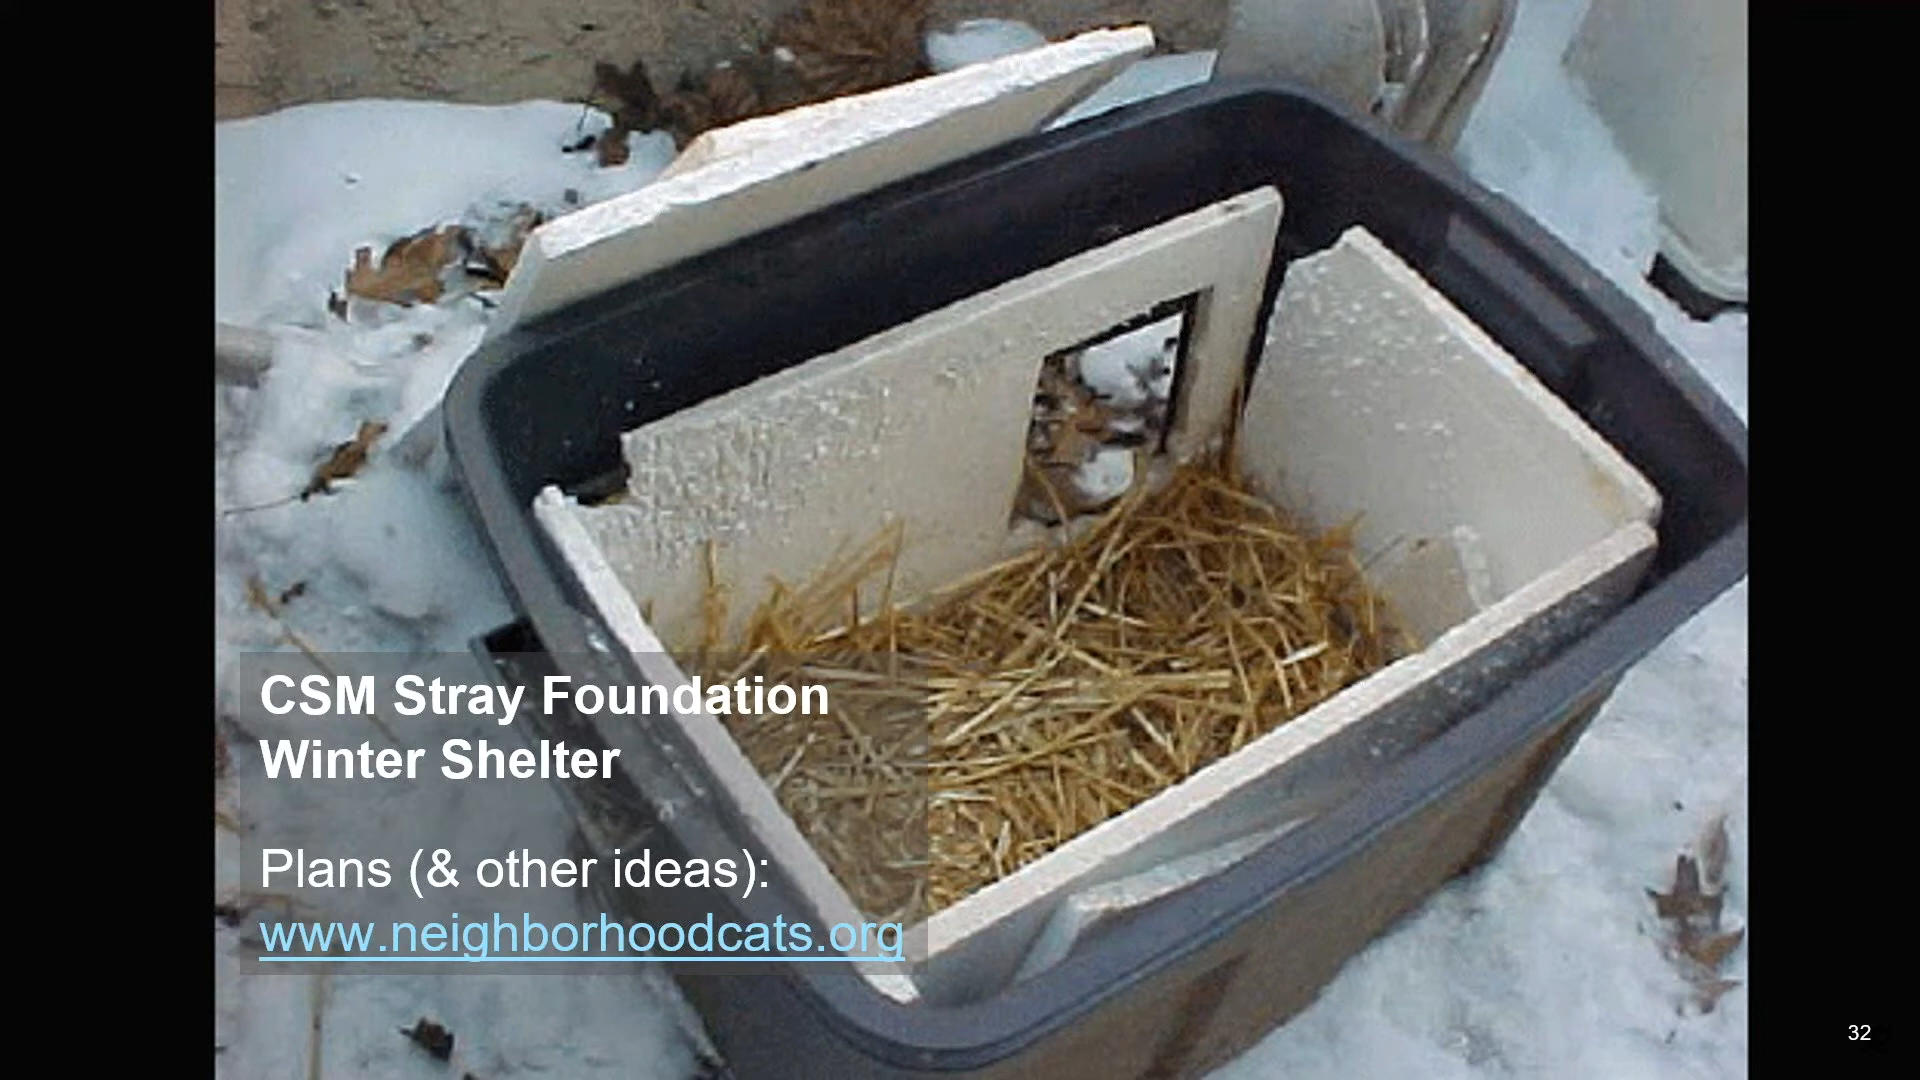 CSM Stray Foundation
Winter Shelter
Plans (& other ideas):
www.neighborhoodcats.org
32